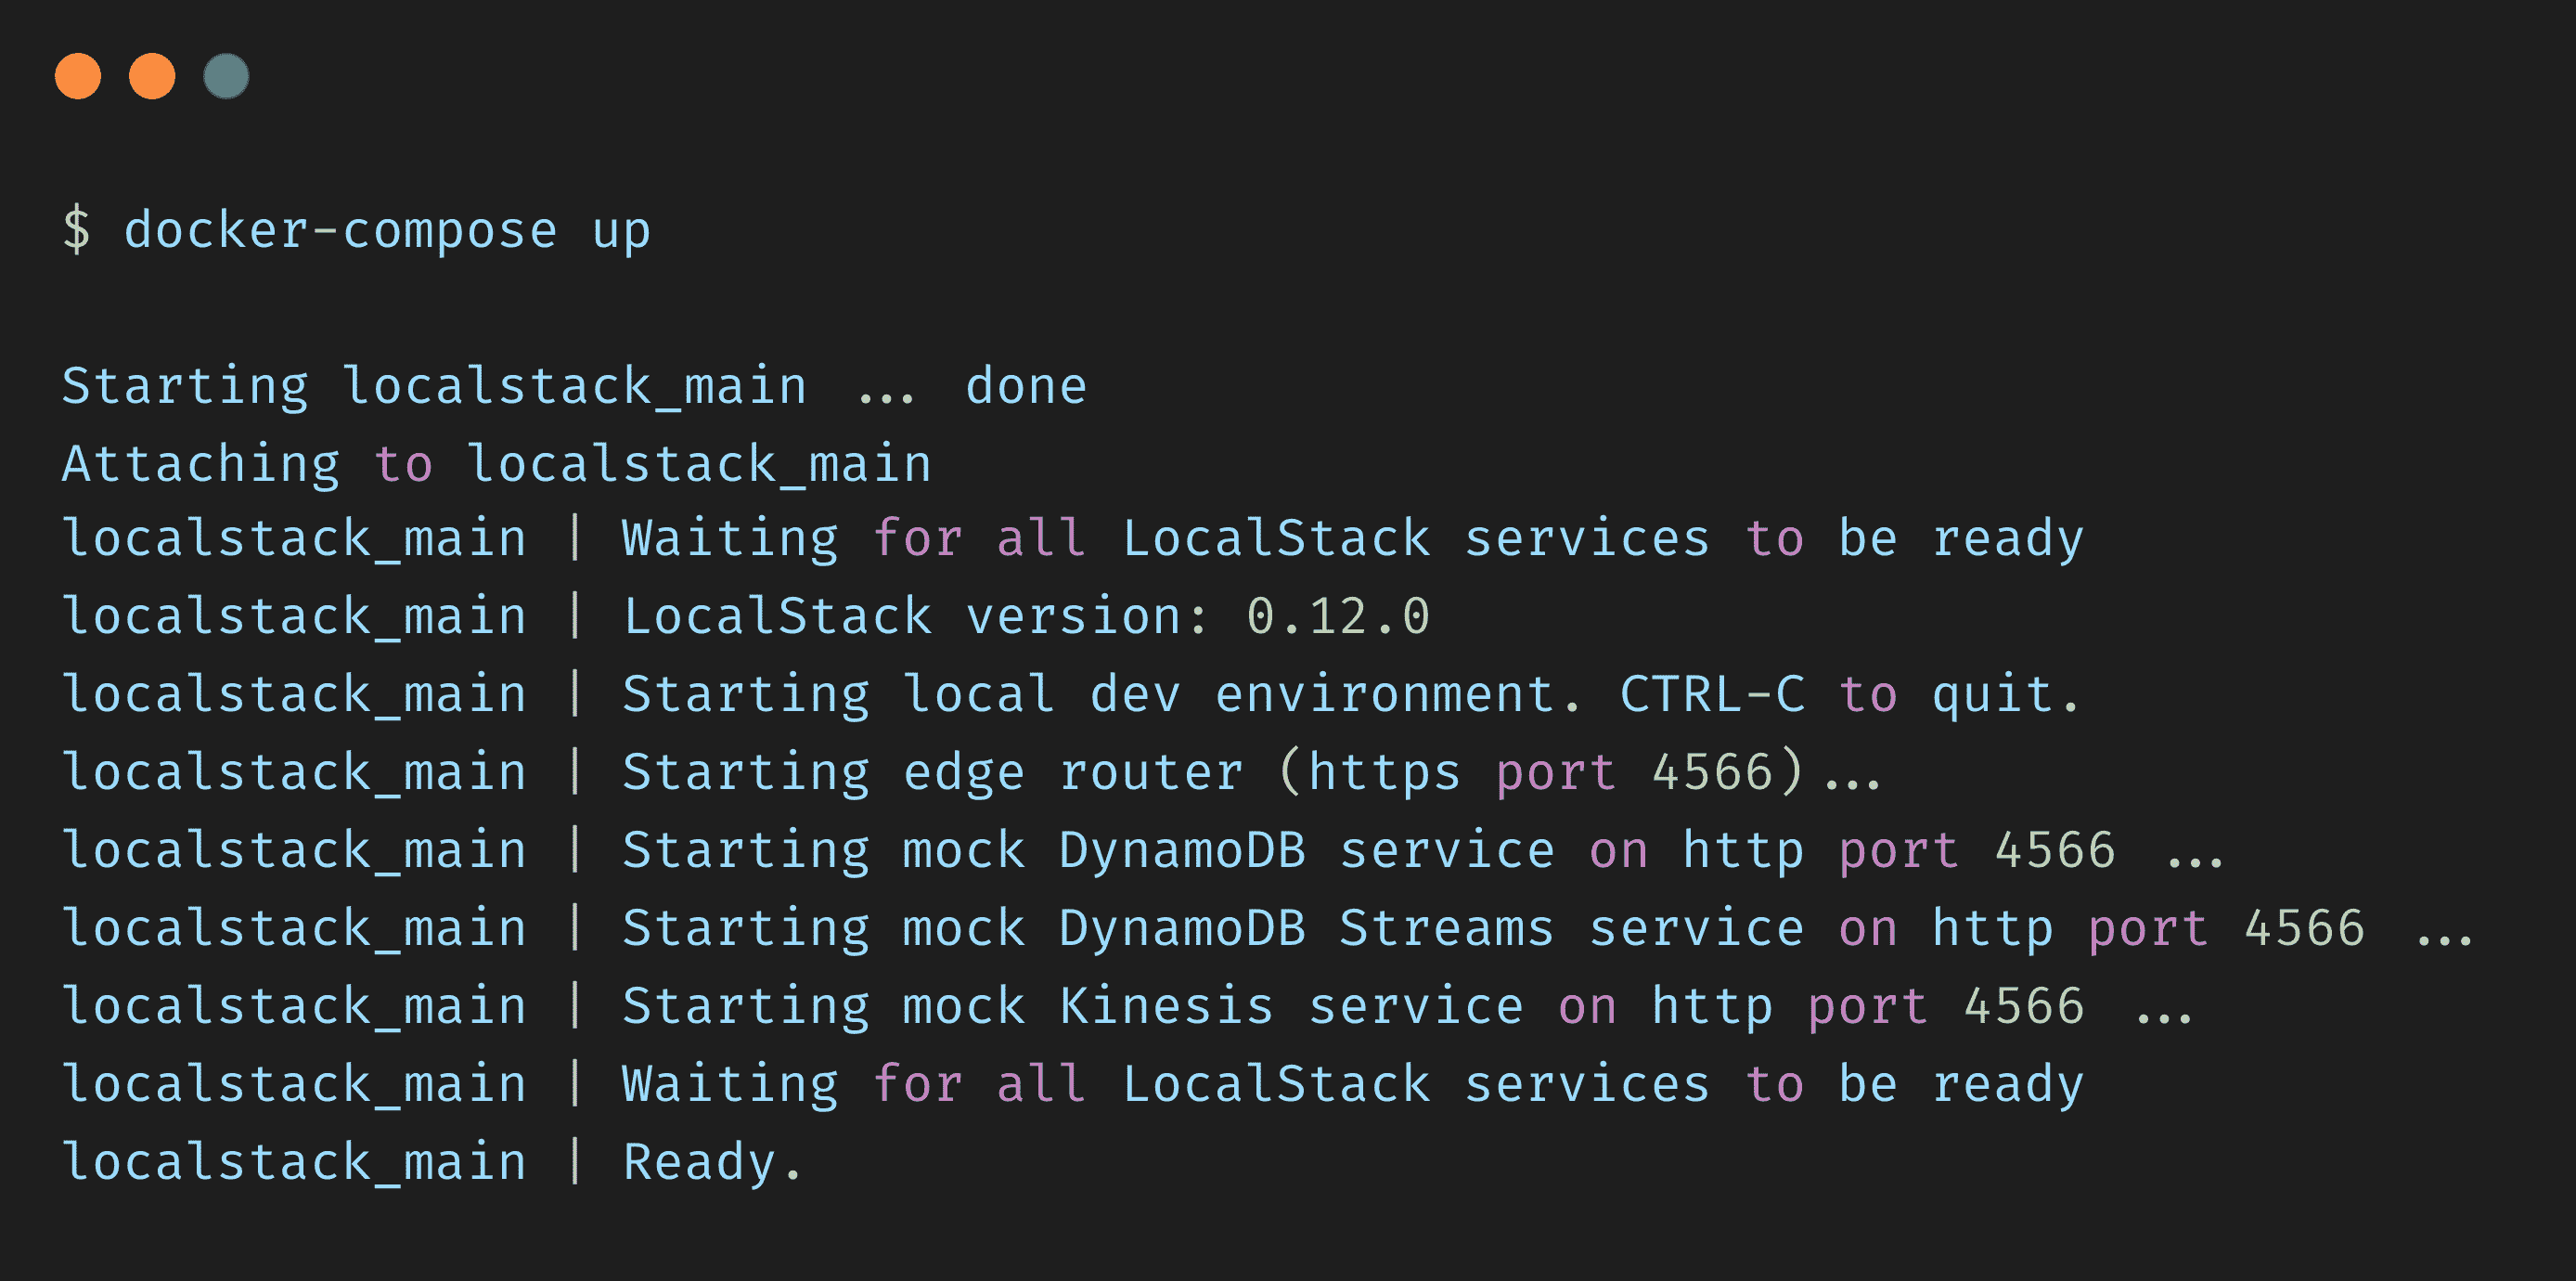 $ docker-compose up
Starting localstack_main ... done
Attaching to localstack_main
localstack_main | Waiting for all LocalStack services to be ready
localstack_main | LocalStack version: 0.12.0
localstack_main | Starting local dev environment. CTRL-C to quit.
localstack_main | Starting edge router (https port 4566)...
localstack_main | Starting mock DynamoDB service on http port 4566 ...
localstack_main | Starting mock DynamoDB Streams service on http port 4566 ...
localstack_main | Starting mock Kinesis service on http port 4566 ...
localstack_main | Waiting for all LocalStack services to be ready
localstack_main | Ready.